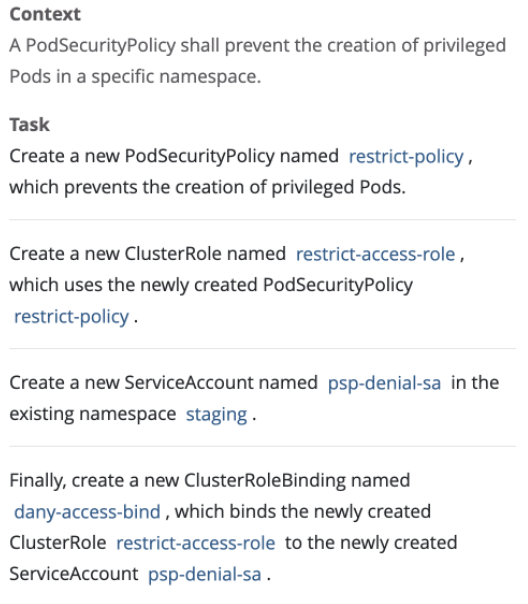 Context
A PodSecurityPolicy shall prevent the creation of privileged
Pods in a specific namespace.
Task
Create a new PodSecurityPolicy named restrict-policy ,
which prevents the creation of privileged Pods.
Create a new ClusterRole named restrict-access-role ,
which uses the newly created PodSecurityPolicy
restrict-policy .
Create a new ServiceAccount named psp-denial-sa in the
existing namespace staging .
Finally, create a new ClusterRoleBinding named
dany-access-bind , which binds the newly created
ClusterRole restrict-access-role to the newly created
ServiceAccount psp-denial-sa .